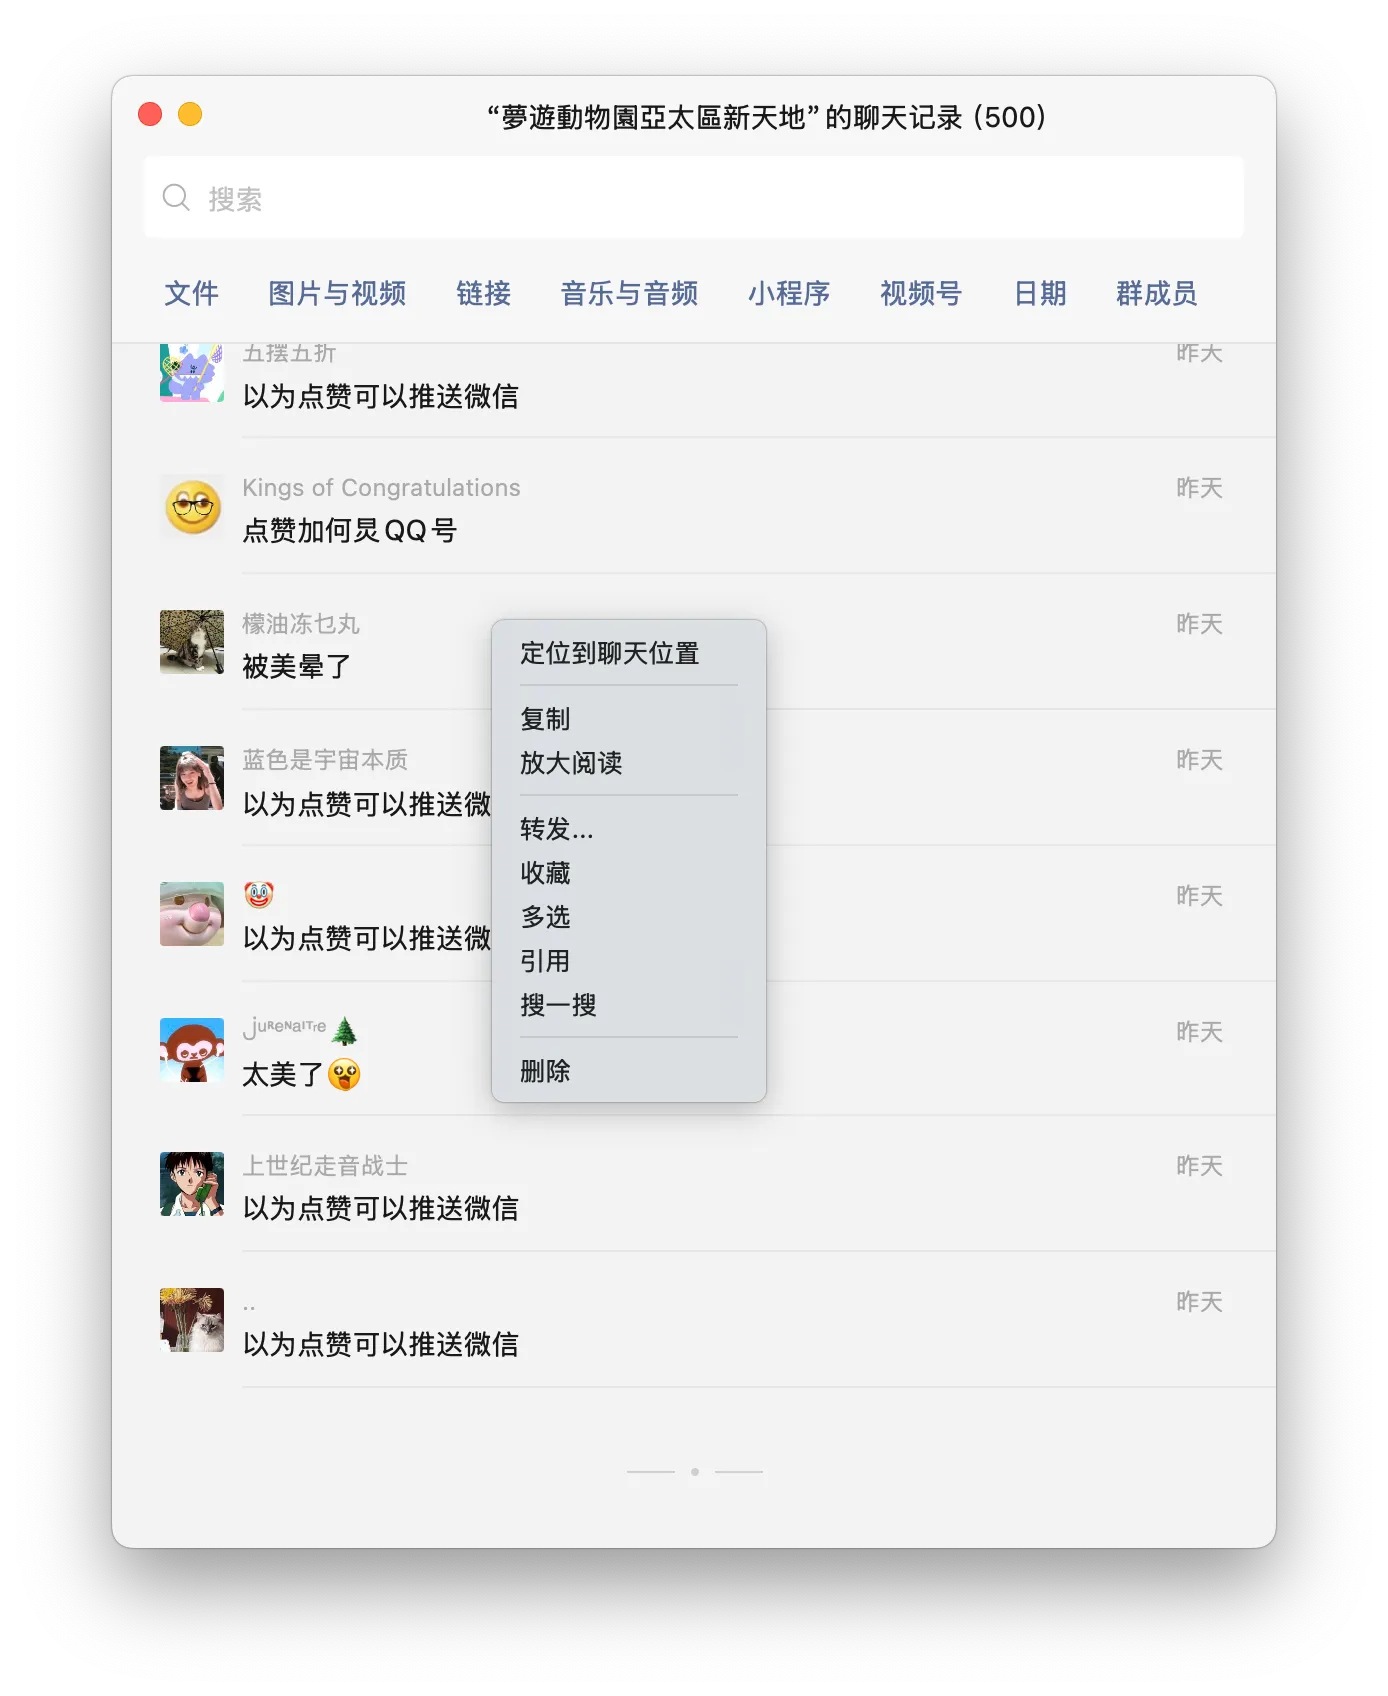 “夢遊動物園亞太區新天地”的聊天记录 (500)
搜索
文件 图片与视频 链接 音乐与音频 小程序 视频号 日期 群成员
五摆五折 昨天
以为点赞可以推送微信
Kings of Congratulations 昨天
点赞加何炅QQ号
檬油冻乜丸 昨天
被美晕了
蓝色是宇宙本质 昨天
以为点赞可以推送微
🤡 昨天
以为点赞可以推送微
昨天
太美了🤩
上世纪走音战士 昨天
以为点赞可以推送微信
.. 昨天
以为点赞可以推送微信
定位到聊天位置
复制
放大阅读
转发...
收藏
多选
引用
搜一搜
删除